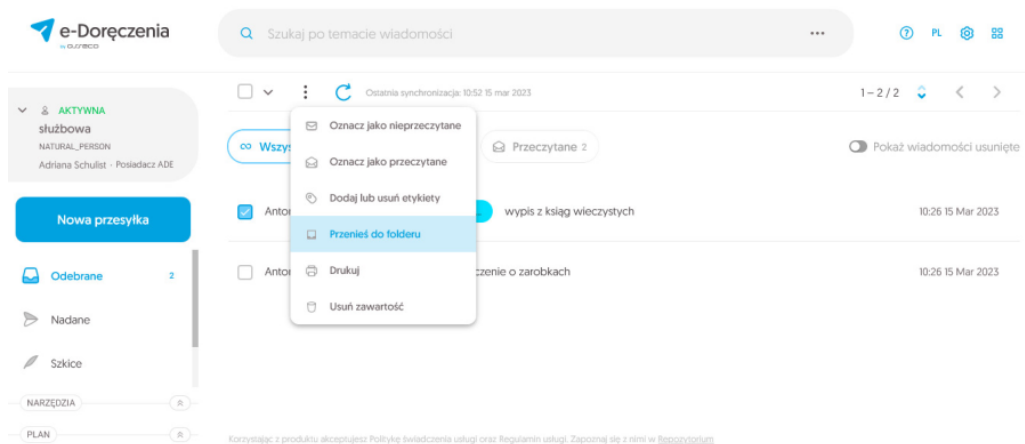 e-Doręczenia
Szukaj po temacie wiadomości
PL
Ostatnia synchronizacja: 10:52 15 mar 2023
1 – 2 / 2
AKTYWNA
służbowa
NATURAL_PERSON
Adriana Schulist - Posiadacz ADE
Nowa przesyłka
Odebrane 2
Nadane
Szkice
NARZĘDZIA
PLAN
Oznacz jako nieprzeczytane
Oznacz jako przeczytane
Dodaj lub usuń etykiety
Przenieś do folderu
Drukuj
Usuń zawartość
Wszys
Przeczytane 2
Pokaż wiadomości usunięte
Anto
wypis z ksiąg wieczystych
10:26 15 Mar 2023
Anto
czenie o zarobkach
10:26 15 Mar 2023
Korzystając z produktu akceptujesz Politykę świadczenia usługi oraz Regulamin usługi. Zapoznaj się z nimi w Repozytorium